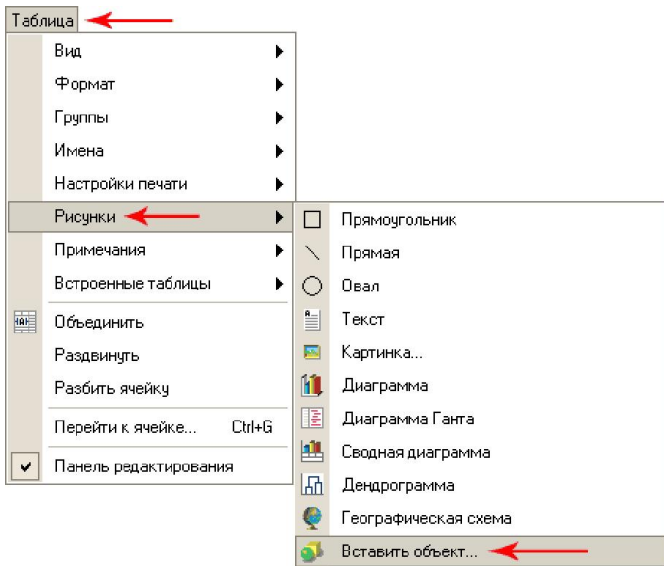 Таблица
Вид
Формат
Группы
Имена
Настройки печати
Рисунки
Примечания
Встроенные таблицы
Объединить
Раздвинуть
Разбить ячейку
Перейти к ячейке... Ctrl+G
Панель редактирования
Прямоугольник
Прямая
Овал
Текст
Картинка...
Диаграмма
Диаграмма Ганта
Сводная диаграмма
Дендрограмма
Географическая схема
Вставить объект...